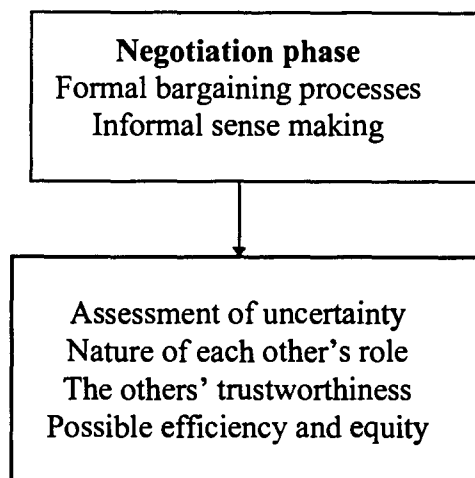 Negotiation phase
Formal bargaining processes
Informal sense making
Assessment of uncertainty
Nature of each other's role
The others' trustworthiness
Possible efficiency and equity